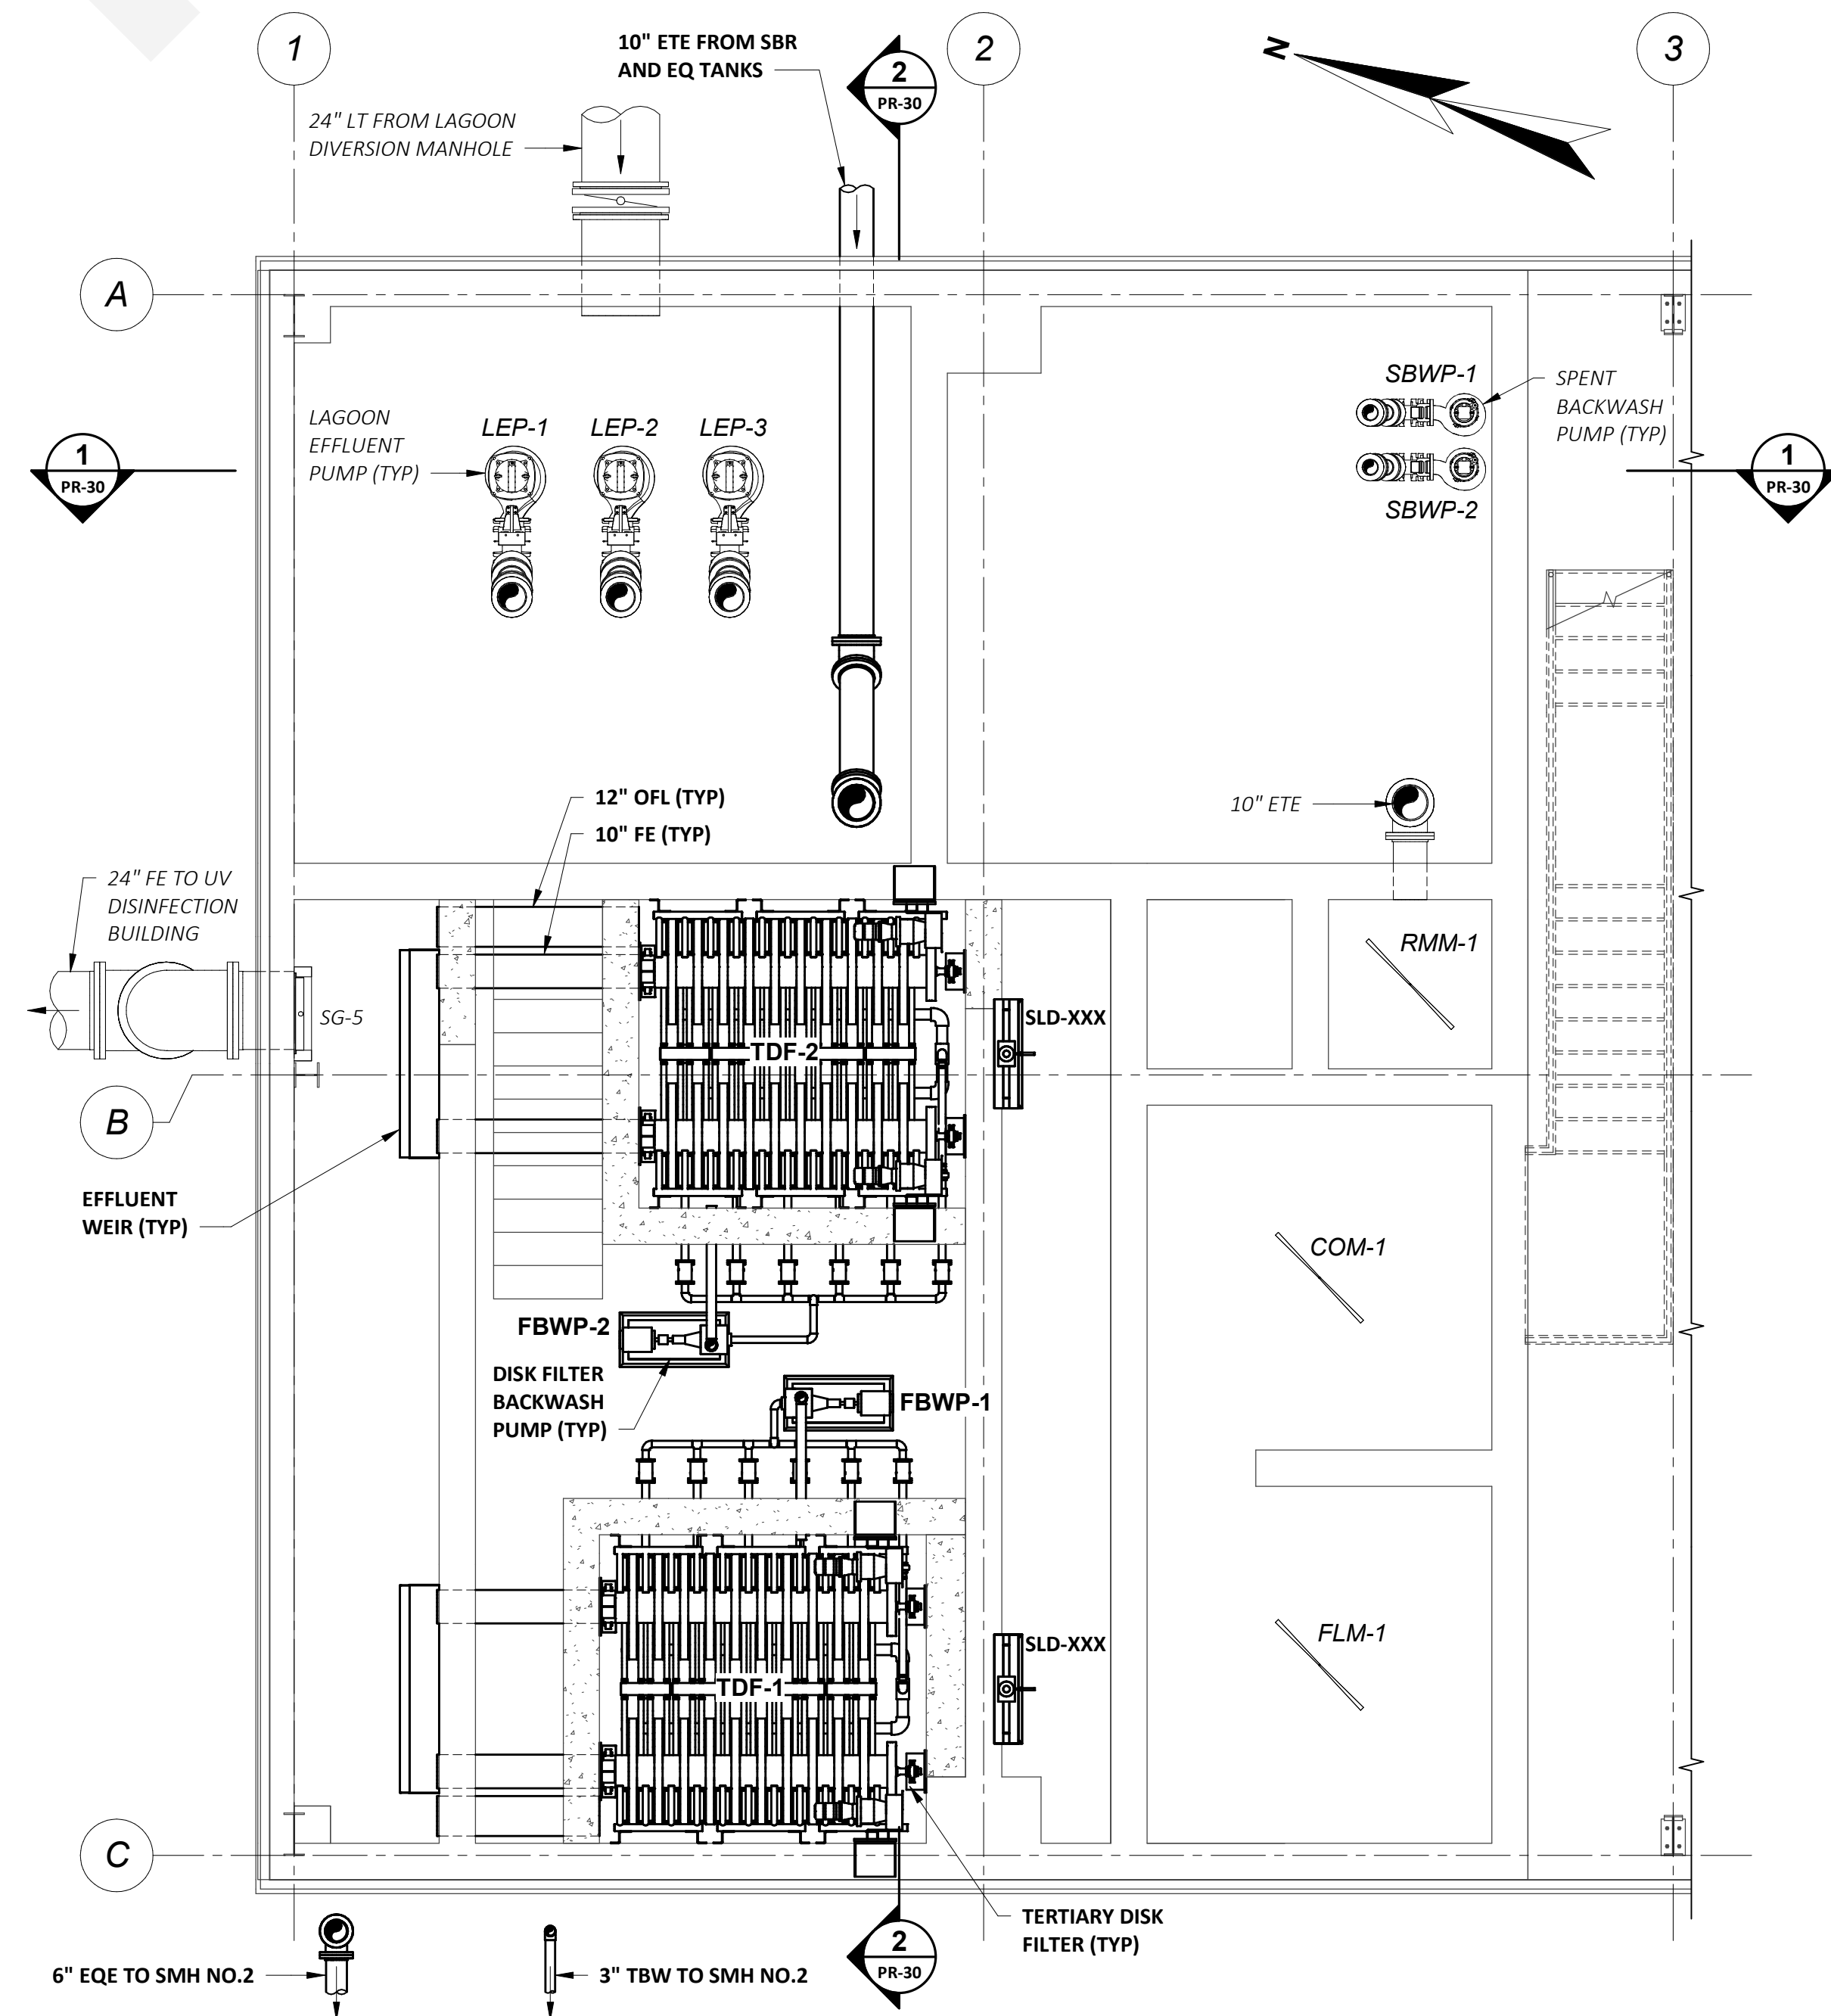 1
10" ETE FROM SBR
AND EQ TANKS
2
PR-30
2
N
3
24" LT FROM LAGOON
DIVERSION MANHOLE
A
LAGOON
EFFLUENT
PUMP (TYP)
LEP-1
LEP-2
LEP-3
SBWP-1
SPENT
BACKWASH
PUMP (TYP)
SBWP-2
1
PR-30
1
PR-30
12" OFL (TYP)
10" FE (TYP)
10" ETE
24" FE TO UV
DISINFECTION
BUILDING
SG-5
RMM-1
SLD-XXX
TDF-2
B
EFFLUENT
WEIR (TYP)
COM-1
FBWP-2
DISK FILTER
BACKWASH
PUMP (TYP)
FBWP-1
FLM-1
SLD-XXX
TDF-1
C
TERTIARY DISK
FILTER (TYP)
2
PR-30
6" EQE TO SMH NO.2
3" TBW TO SMH NO.2